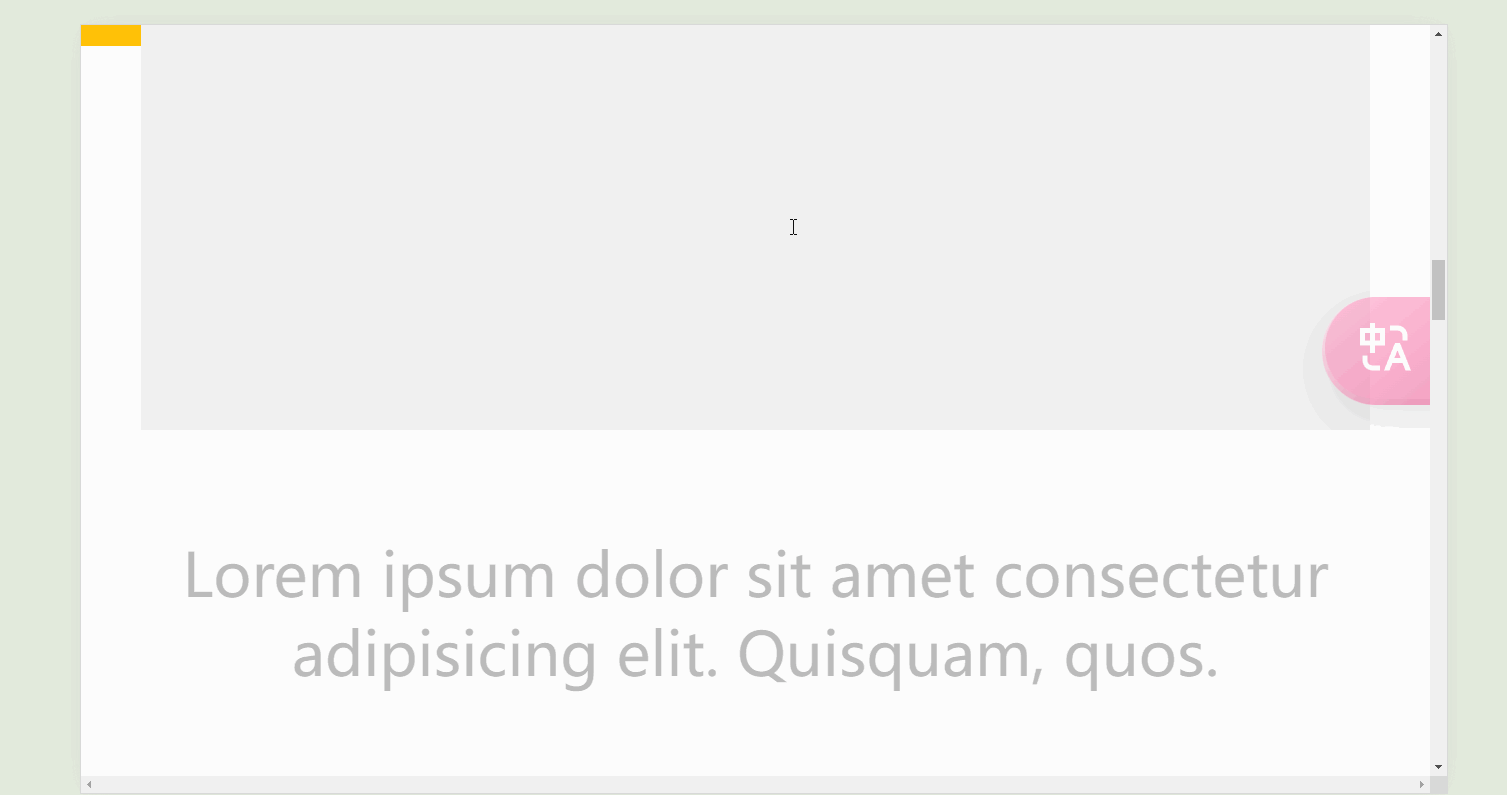 中A
Lorem ipsum dolor sit amet consectetur
adipisicing elit. Quisquam, quos.